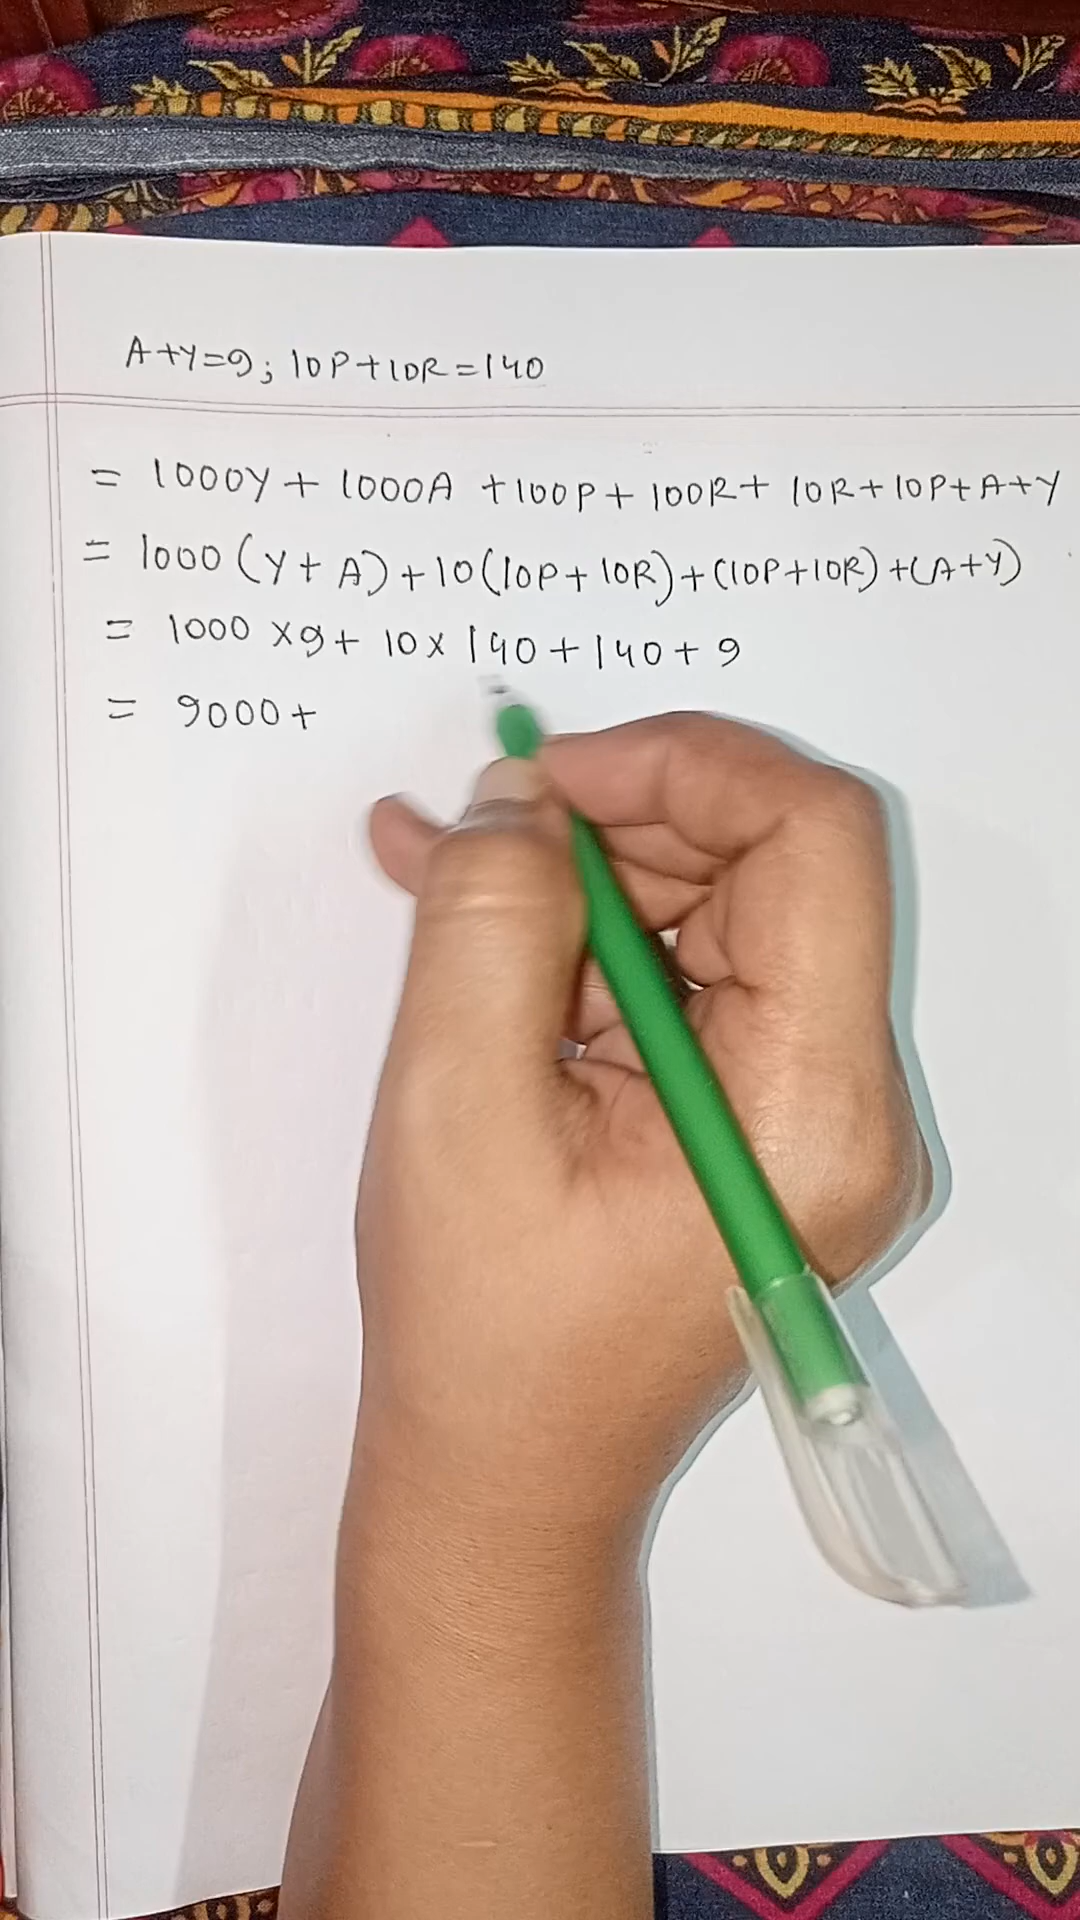 A+Y=9; 10P+10R=140
= 1000Y + 1000A +100P+ 100R+ 10R+10P+A+Y
= 1000 (Y+A)+10(10P+10R)+(10P+10R)+(A+Y)
= 1000 ×9+ 10× 140+140+9
= 9000+